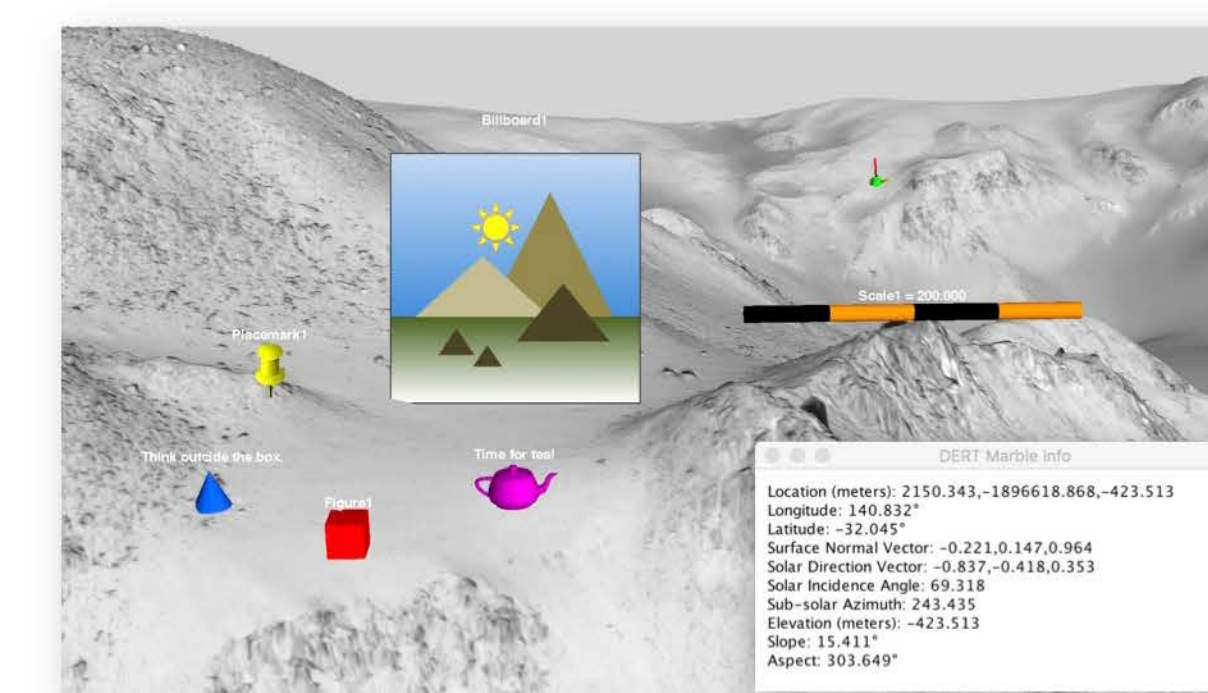 Billboard1
Scale1 = 200.000
Placemark1
Think outside the box.
Time for tea!
Figure1
DERT Marble Info
Location (meters): 2150.343,-1896618.868,-423.513
Longitude: 140.832°
Latitude: -32.045°
Surface Normal Vector: -0.221,0.147,0.964
Solar Direction Vector: -0.837,-0.418,0.353
Solar Incidence Angle: 69.318
Sub-solar Azimuth: 243.435
Elevation (meters): -423.513
Slope: 15.411°
Aspect: 303.649°